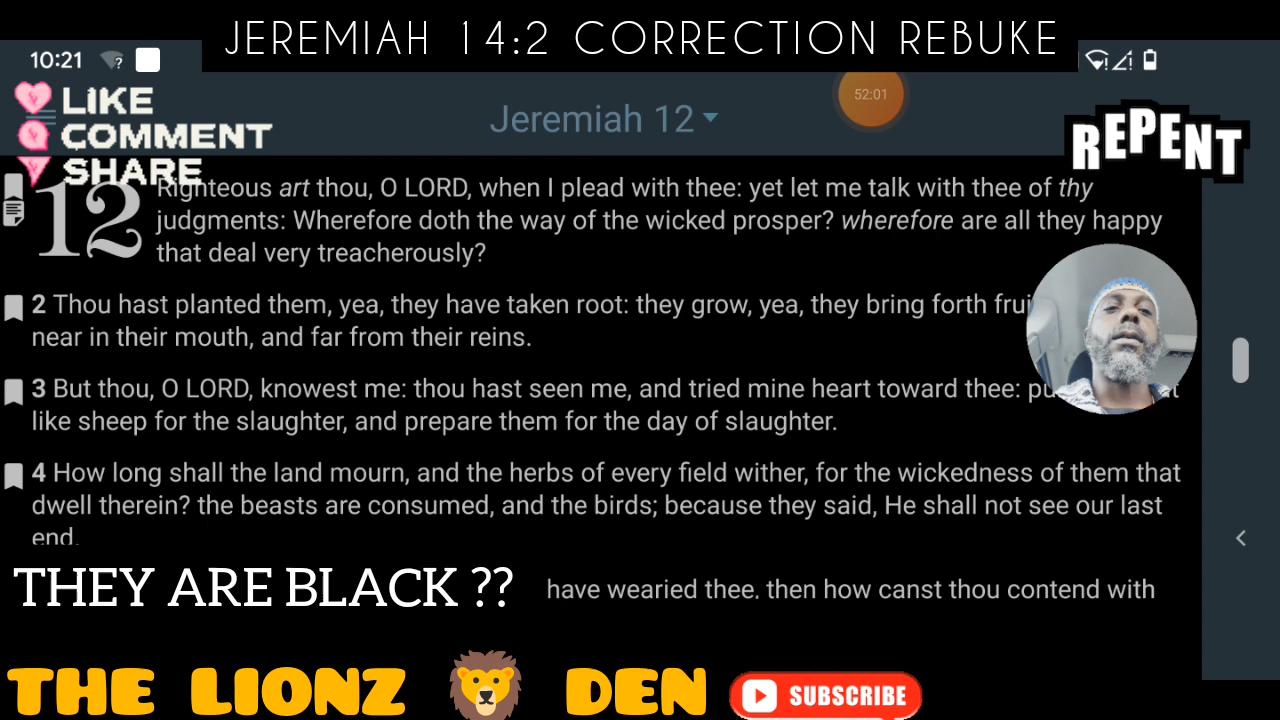 JEREMIAH 14:2 CORRECTION REBUKE
10:21
LIKE
COMMENT
SHARE
Jeremiah 12
52:01
REPENT
12 Righteous art thou, O LORD, when I plead with thee: yet let me talk with thee of thy
judgments: Wherefore doth the way of the wicked prosper? wherefore are all they happy
that deal very treacherously?
2 Thou hast planted them, yea, they have taken root: they grow, yea, they bring forth
near in their mouth, and far from their reins.
3 But thou, O LORD, knowest me: thou hast seen me, and tried mine heart toward thee:
like sheep for the slaughter, and prepare them for the day of slaughter.
4 How long shall the land mourn, and the herbs of every field wither, for the wickedness of them that
dwell therein? the beasts are consumed, and the birds; because they said, He shall not see our last
end.
THEY ARE BLACK ??
have wearied thee. then how canst thou contend with
THE LIONZ DEN
SUBSCRIBE